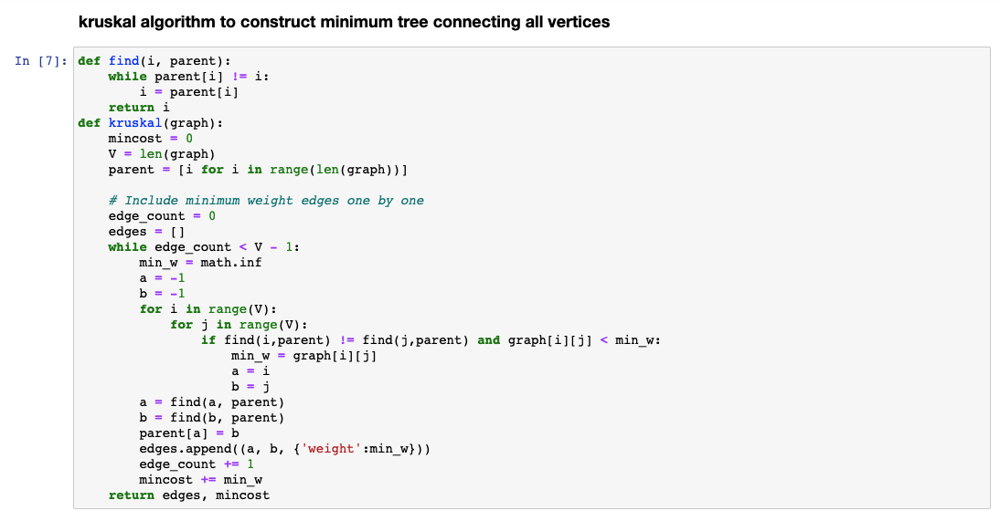 kruskal algorithm to construct minimum tree connecting all vertices
In [7]: def find(i, parent):
    while parent[i] != i:
        i = parent[i]
    return i
def kruskal(graph):
    mincost = 0
    V = len(graph)
    parent = [i for i in range(len(graph))]

    # Include minimum weight edges one by one
    edge_count = 0
    edges = []
    while edge_count < V - 1:
        min_w = math.inf
        a = -1
        b = -1
        for i in range(V):
            for j in range(V):
                if find(i,parent) != find(j,parent) and graph[i][j] < min_w:
                    min_w = graph[i][j]
                    a = i
                    b = j
        a = find(a, parent)
        b = find(b, parent)
        parent[a] = b
        edges.append((a, b, {'weight':min_w}))
        edge_count += 1
        mincost += min_w
    return edges, mincost